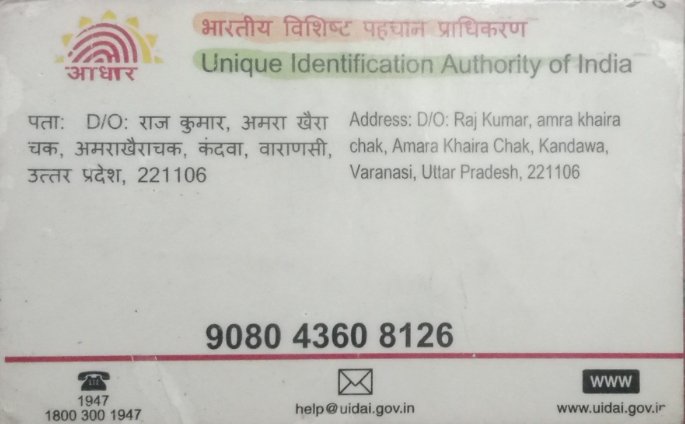 भारतीय विशिष्ट पहचान प्राधिकरण
आधार
Unique Identification Authority of India
पता: D/O: राज कुमार, अमरा खैरा
चक, अमराखैराचक, कंदवा, वाराणसी,
उत्तर प्रदेश, 221106
Address: D/O: Raj Kumar, amra khaira
chak, Amara Khaira Chak, Kandawa,
Varanasi, Uttar Pradesh, 221106
9080 4360 8126
1947
1800 300 1947
help@uidai.gov.in
www
www.uidai.gov.in